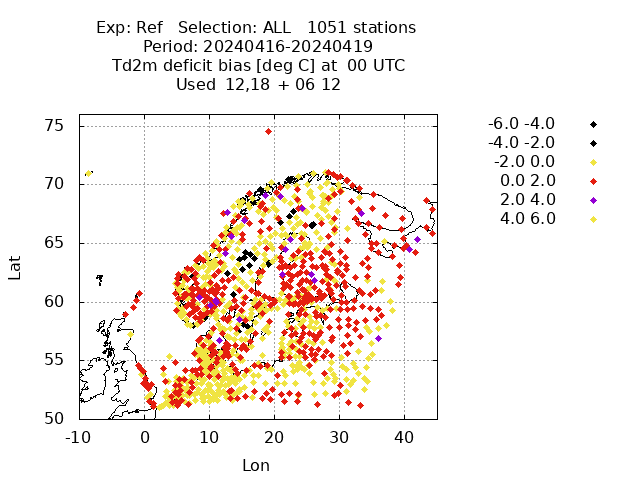 Exp: Ref Selection: ALL 1051 stations
Period: 20240416-20240419
Td2m deficit bias [deg C] at 00 UTC
Used 12,18 + 06 12
75
70
65
60
55
50
Lat
-10 0 10 20 30 40
Lon
-6.0 -4.0
-4.0 -2.0
-2.0 0.0
0.0 2.0
2.0 4.0
4.0 6.0